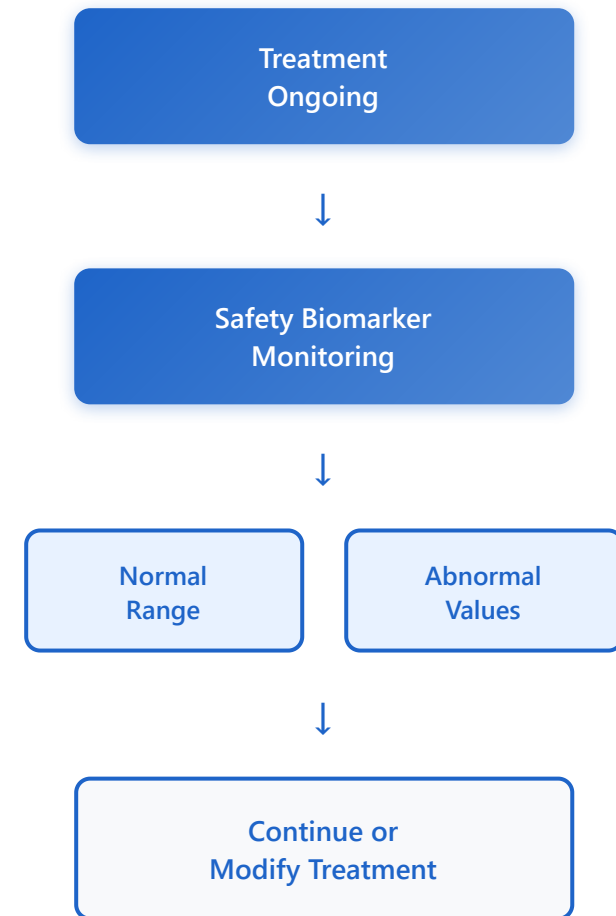 Treatment
Ongoing
↓
Safety Biomarker
Monitoring
↓
Normal
Range
Abnormal
Values
↓
Continue or
Modify Treatment